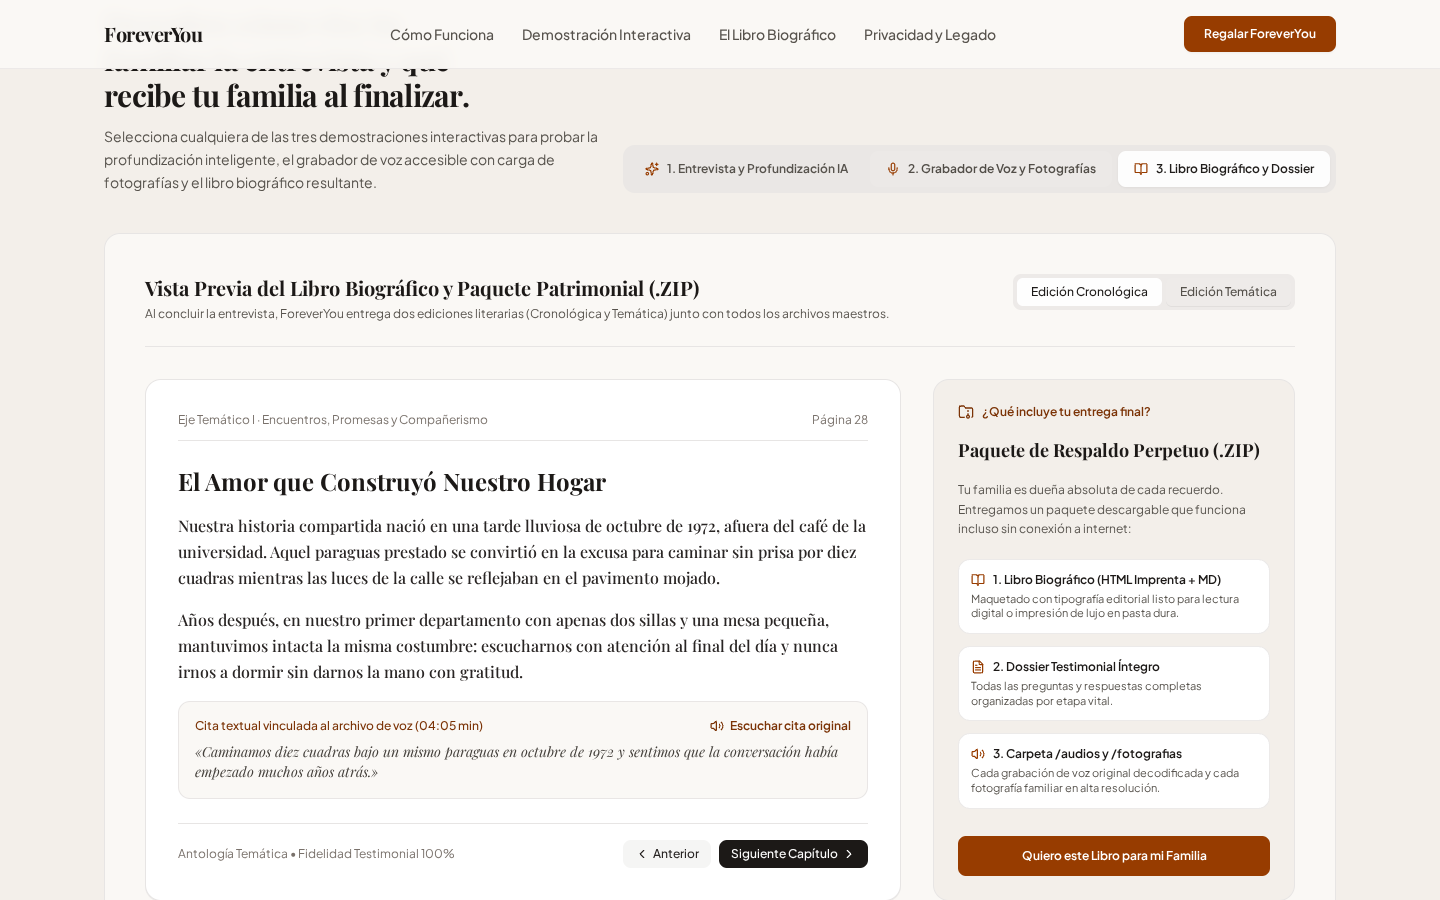 ForeverYou
Cómo Funciona
Demostración Interactiva
El Libro Biográfico
Privacidad y Legado
Regalar ForeverYou
familiar la entrevista y que
recibe tu familia al finalizar.
Selecciona cualquiera de las tres demostraciones interactivas para probar la
profundización inteligente, el grabador de voz accesible con carga de
fotografías y el libro biográfico resultante.
1. Entrevista y Profundización IA
2. Grabador de Voz y Fotografías
3. Libro Biográfico y Dossier
Vista Previa del Libro Biográfico y Paquete Patrimonial (.ZIP)
Al concluir la entrevista, ForeverYou entrega dos ediciones literarias (Cronológica y Temática) junto con todos los archivos maestros.
Edición Cronológica
Edición Temática
Eje Temático I · Encuentros, Promesas y Compañerismo
Página 28
El Amor que Construyó Nuestro Hogar
Nuestra historia compartida nació en una tarde lluviosa de octubre de 1972, afuera del café de la
universidad. Aquel paraguas prestado se convirtió en la excusa para caminar sin prisa por diez
cuadras mientras las luces de la calle se reflejaban en el pavimento mojado.
Años después, en nuestro primer departamento con apenas dos sillas y una mesa pequeña,
mantuvimos intacta la misma costumbre: escucharnos con atención al final del día y nunca
irnos a dormir sin darnos la mano con gratitud.
Cita textual vinculada al archivo de voz (04:05 min)
Escuchar cita original
«Caminamos diez cuadras bajo un mismo paraguas en octubre de 1972 y sentimos que la conversación había
empezado muchos años atrás.»
Antología Temática • Fidelidad Testimonial 100%
Anterior
Siguiente Capítulo
¿Qué incluye tu entrega final?
Paquete de Respaldo Perpetuo (.ZIP)
Tu familia es dueña absoluta de cada recuerdo.
Entregamos un paquete descargable que funciona
incluso sin conexión a internet:
1. Libro Biográfico (HTML Imprenta + MD)
Maquetado con tipografía editorial listo para lectura
digital o impresión de lujo en pasta dura.
2. Dossier Testimonial Íntegro
Todas las preguntas y respuestas completas
organizadas por etapa vital.
3. Carpeta /audios y /fotografias
Cada grabación de voz original decodificada y cada
fotografía familiar en alta resolución.
Quiero este Libro para mi Familia